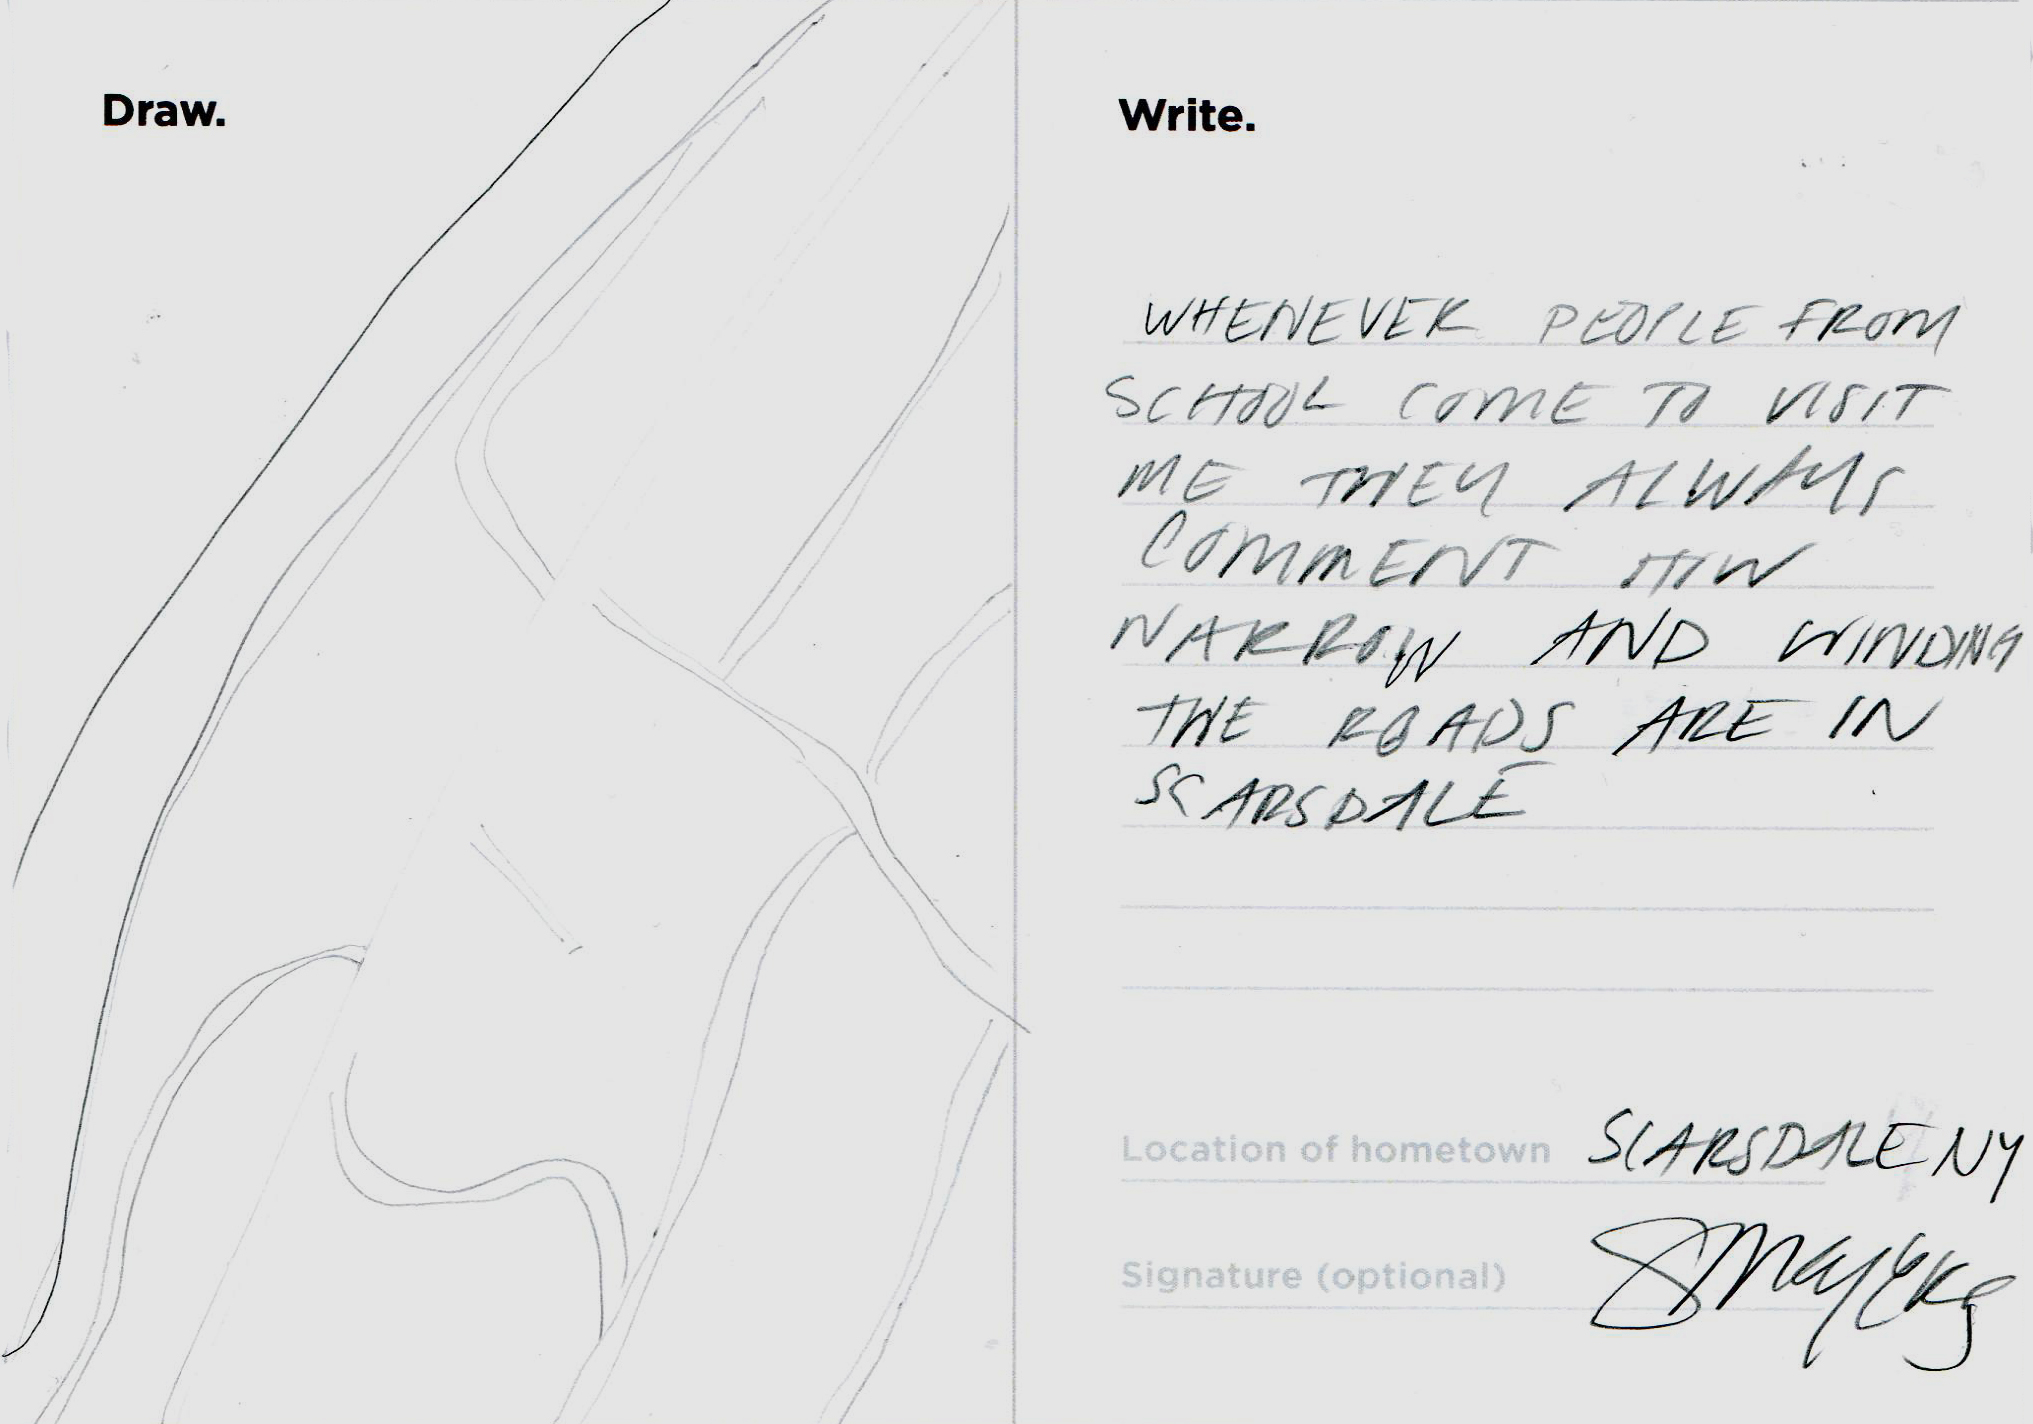 Draw.
Write.
WHENEVER PEOPLE FROM
SCHOOL COME TO VISIT
ME THEY ALWAYS
COMMENT HOW
NARROW AND WINDING
THE ROADS ARE IN
SCARSDALE
Location of hometown SCARSDALE NY
Signature (optional)